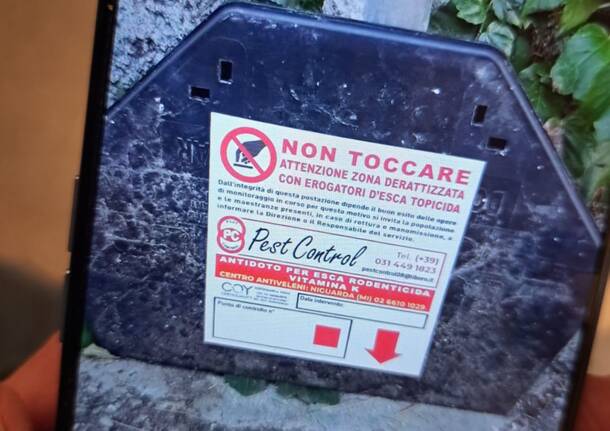 NON TOCCARE
ATTENZIONE ZONA DERATTIZZATA
CON EROGATORI D'ESCA TOPICIDA
Dall'integrità di questa postazione dipende il buon esito delle opere
di monitoraggio in corso per questo motivo si invita la popolazione
e le maestranze presenti, in caso di rottura o manomissione, a
informare la Direzione o il Responsabile del servizio.
PC
Pest Control
Tel. (+39)
031 449 1823
ANTIDOTO PER ESCA RODENTICIDA
VITAMINA K
CENTRO ANTIVELENI: NIGUARDA (MI) 02 6610 1029
Punto di controllo n°
Data intervento: